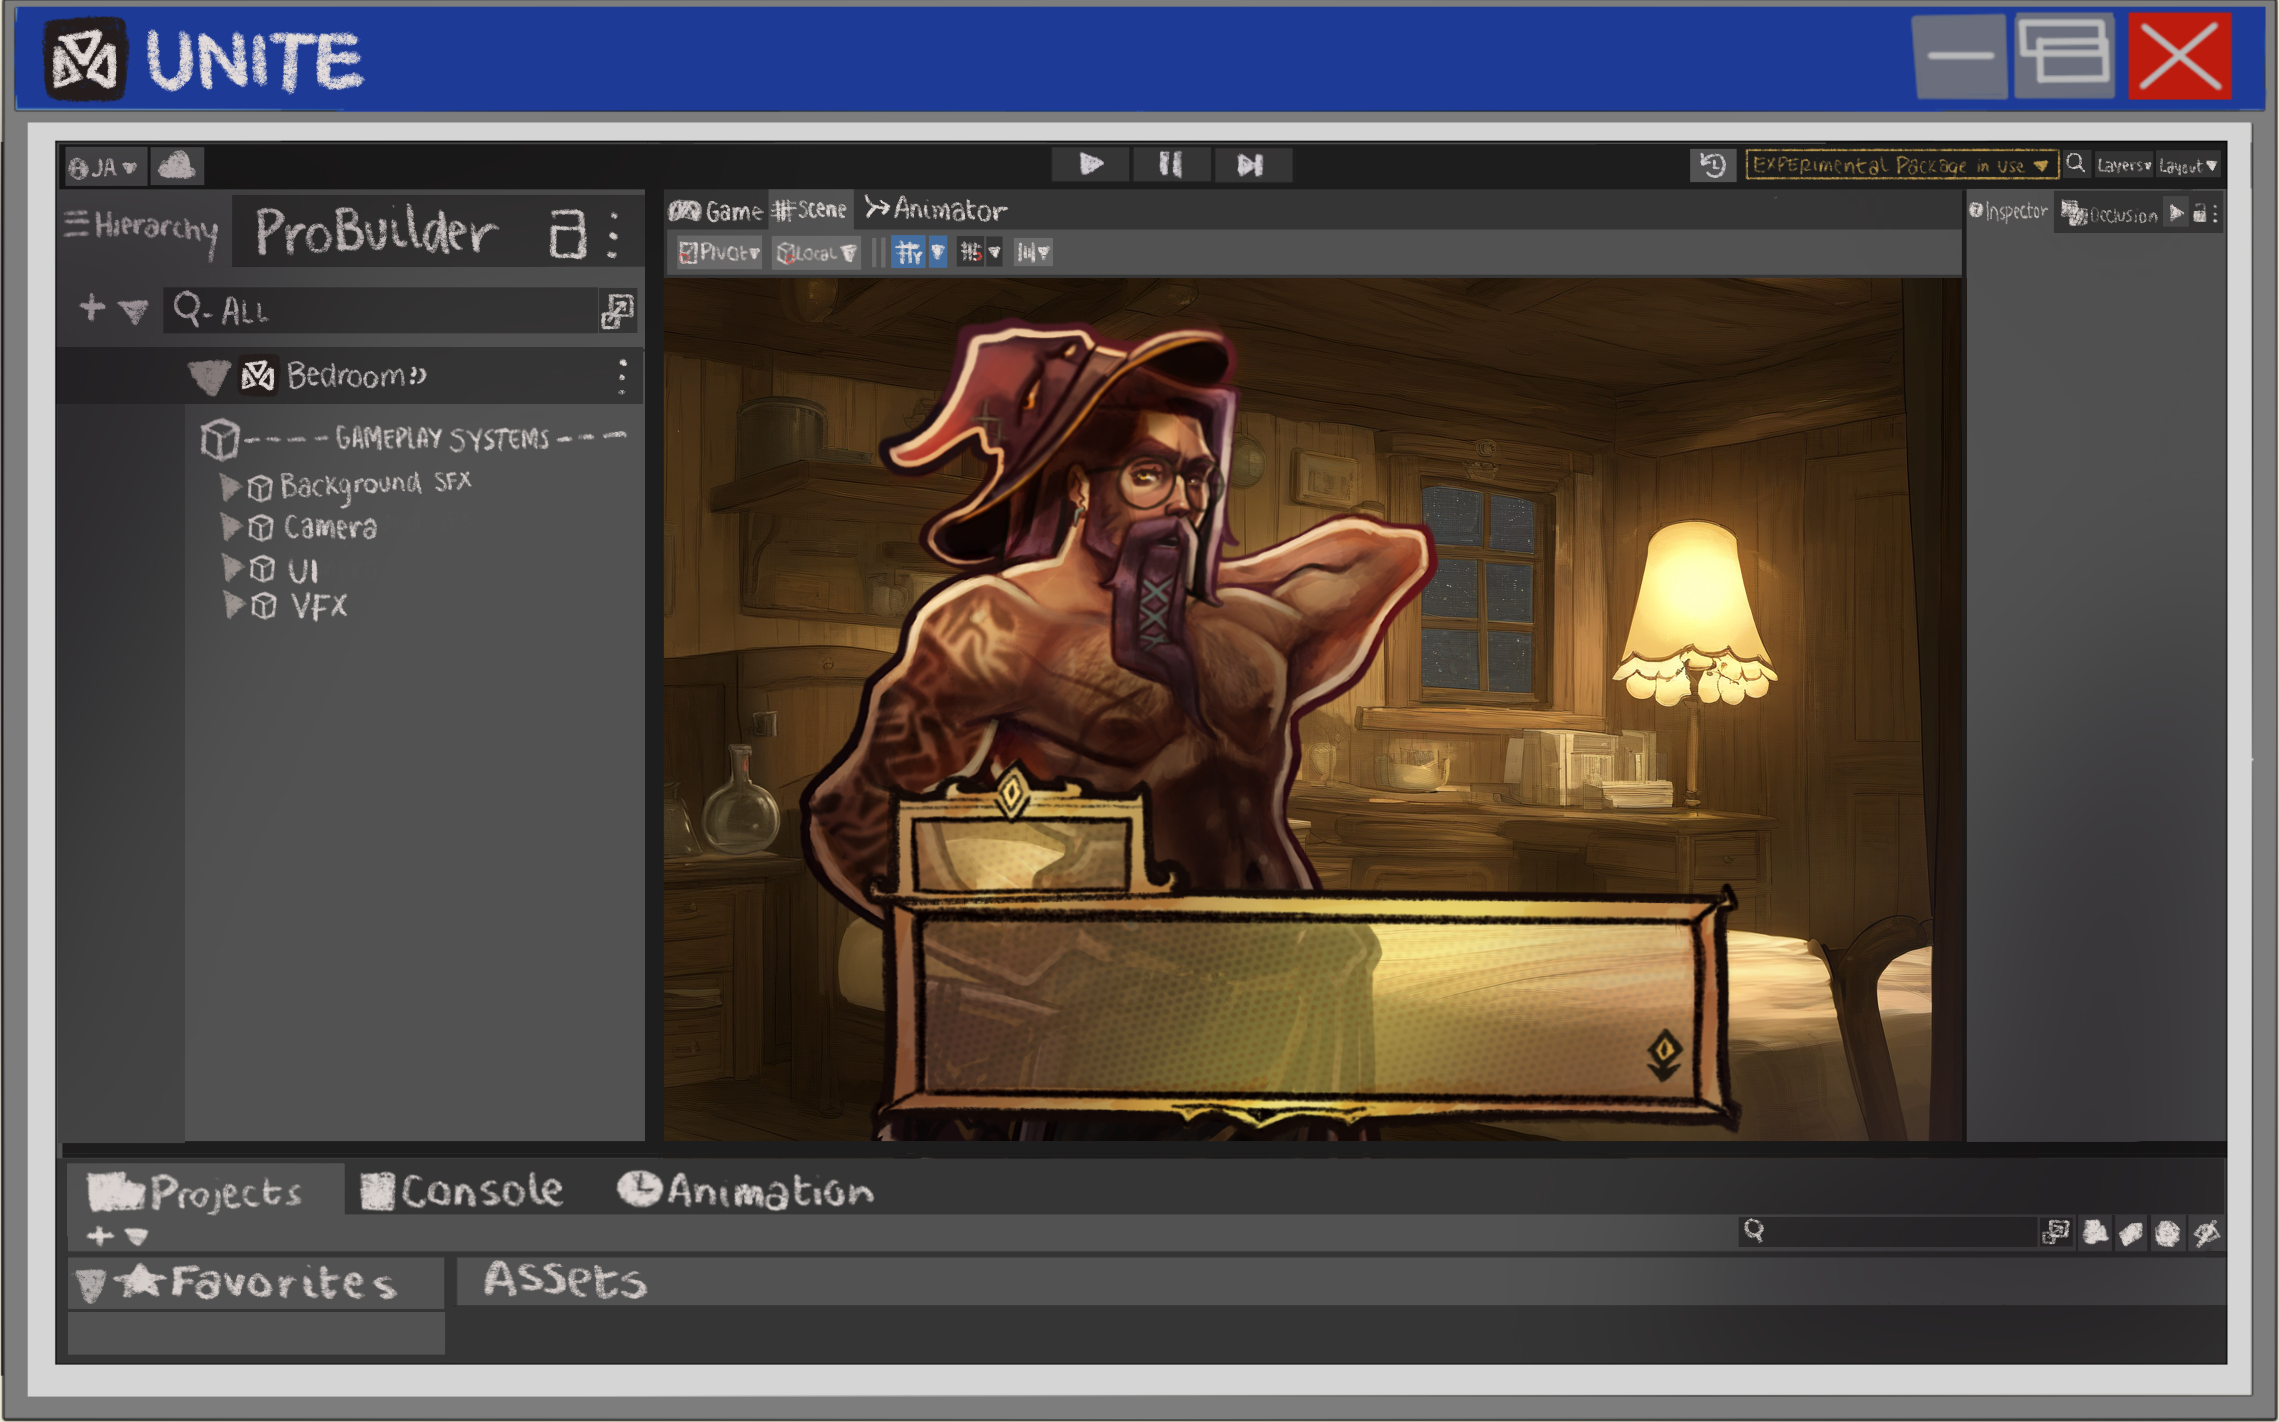 UNITE
JA
EXPERimental Package in use
Layers
Layout
Hierarchy
ProBuilder
Game
Scene
Animator
Inspector
Occlusion
Pivot
Local
ALL
Bedroom:)
---- GAMEPLAY SYSTEMS ---
Background SFX
Camera
UI
VFX
Projects
Console
Animation
Favorites
Assets